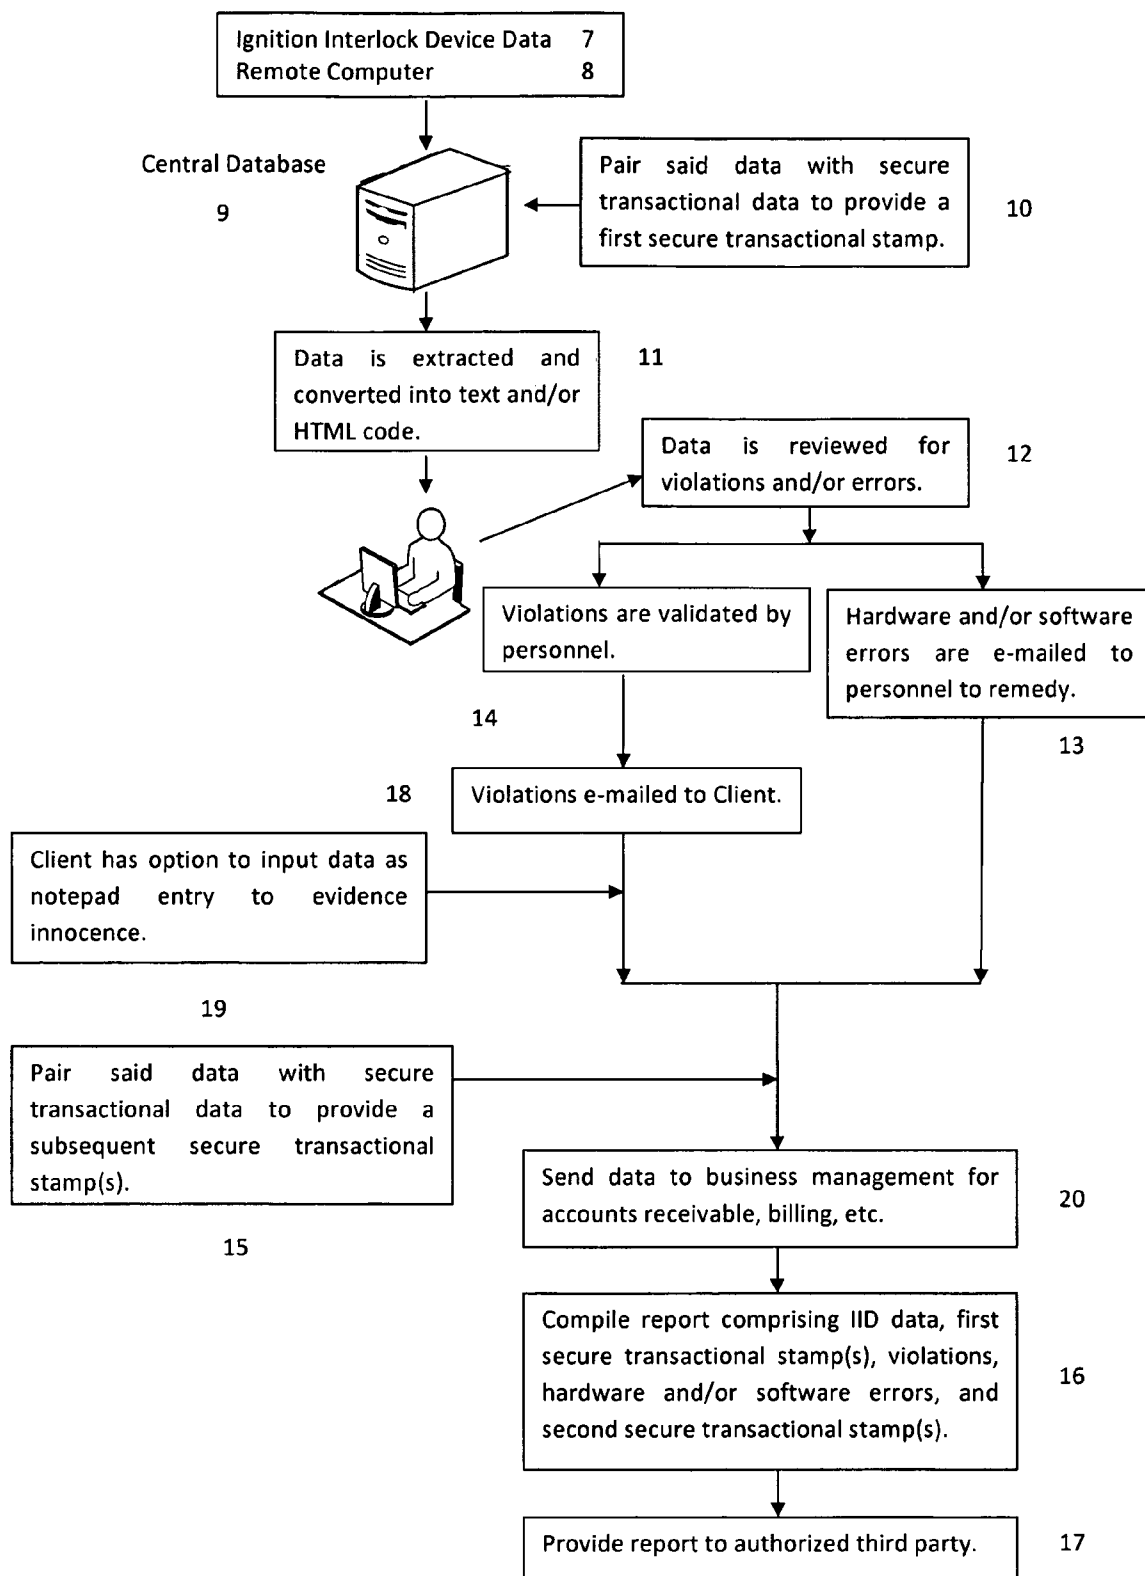 Ignition Interlock Device Data 7
Remote Computer 8
Central Database
9
Pair said data with secure
transactional data to provide a
first secure transactional stamp.
10
Data is extracted and
converted into text and/or
HTML code.
11
Data is reviewed for
violations and/or errors.
12
Violations are validated by
personnel.
14
Hardware and/or software
errors are e-mailed to
personnel to remedy.
13
18
Violations e-mailed to Client.
Client has option to input data as
notepad entry to evidence
innocence.
19
Pair said data with secure
transactional data to provide a
subsequent secure transactional
stamp(s).
15
Send data to business management for
accounts receivable, billing, etc.
20
Compile report comprising IID data, first
secure transactional stamp(s), violations,
hardware and/or software errors, and
second secure transactional stamp(s).
16
Provide report to authorized third party.
17